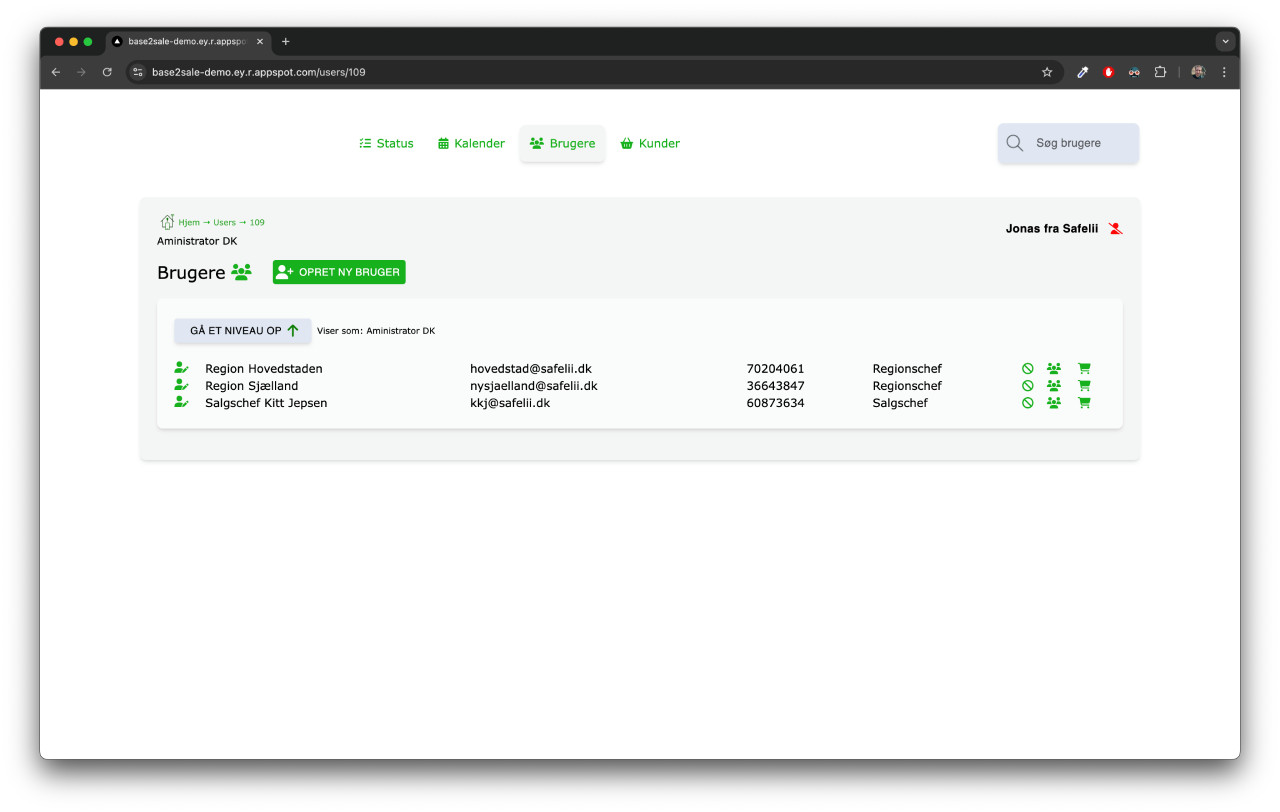 base2sale-demo.ey.r.appspo
base2sale-demo.ey.r.appspot.com/users/109
Status Kalender Brugere Kunder Søg brugere
Hjem → Users → 109
Jonas fra Safelii
Aministrator DK
Brugere OPRET NY BRUGER
GÅ ET NIVEAU OP Viser som: Aministrator DK
Region Hovedstaden hovedstad@safelii.dk 70204061 Regionschef
Region Sjælland nysjaelland@safelii.dk 36643847 Regionschef
Salgschef Kitt Jepsen kkj@safelii.dk 60873634 Salgschef